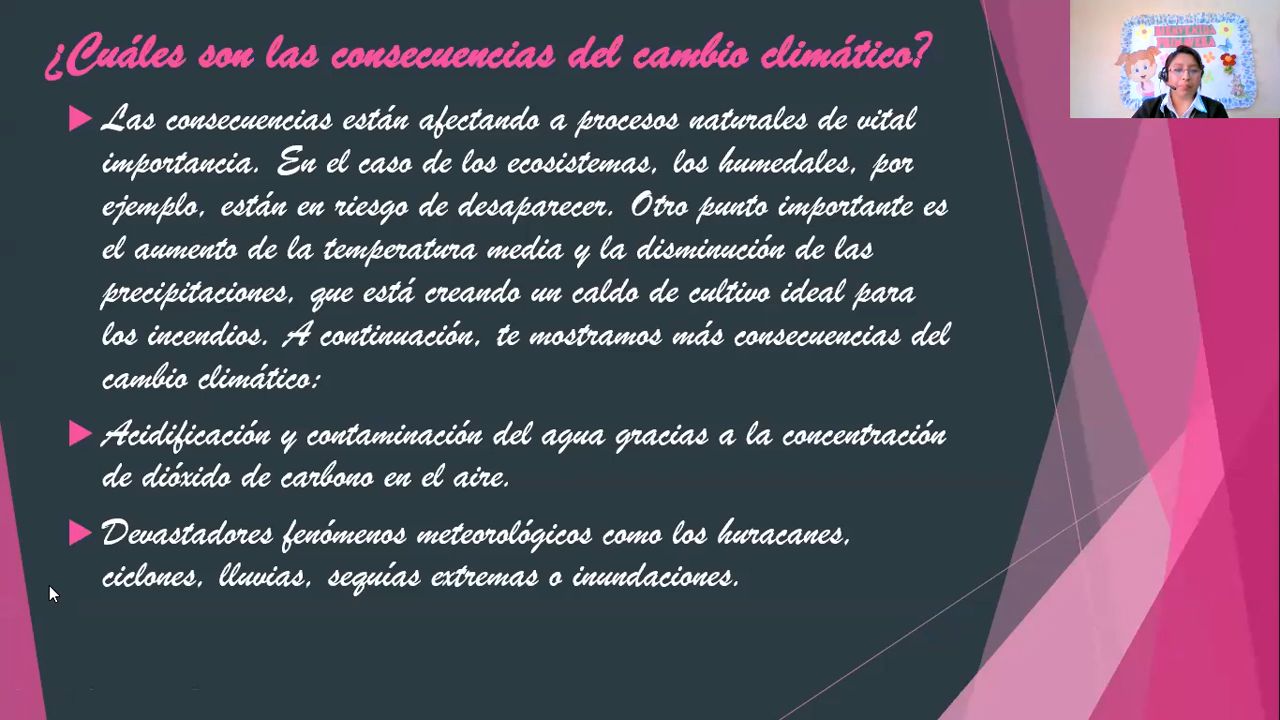 ¿Cuáles son las consecuencias del cambio climático?
Las consecuencias están afectando a procesos naturales de vital
importancia. En el caso de los ecosistemas, los humedales, por
ejemplo, están en riesgo de desaparecer. Otro punto importante es
el aumento de la temperatura media y la disminución de las
precipitaciones, que está creando un caldo de cultivo ideal para
los incendios. A continuación, te mostramos más consecuencias del
cambio climático:
Acidificación y contaminación del agua gracias a la concentración
de dióxido de carbono en el aire.
Devastadores fenómenos meteorológicos como los huracanes,
ciclones, lluvias, sequías extremas o inundaciones.